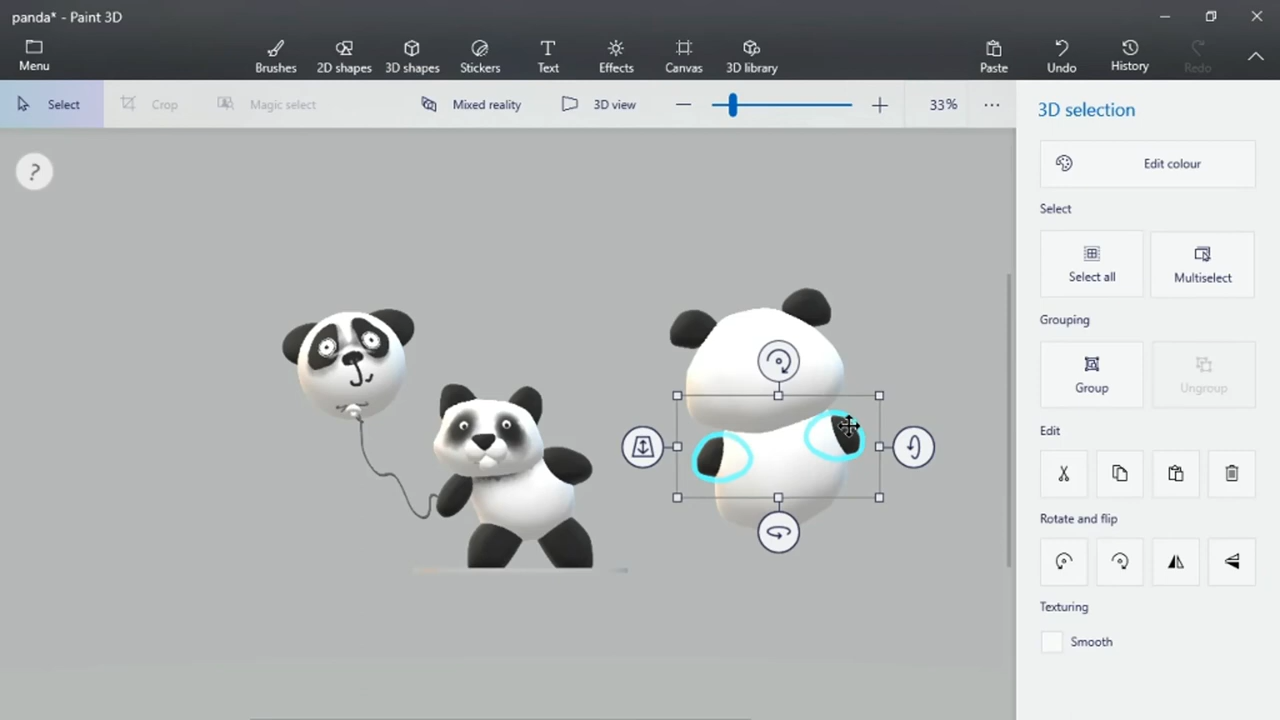 panda* - Paint 3D
Menu
Brushes
2D shapes
3D shapes
Stickers
Text
Effects
Canvas
3D library
Paste
Undo
History
Redo
Select
Crop
Magic select
Mixed reality
3D view
33%
?
3D selection
Edit colour
Select
Select all
Multiselect
Grouping
Group
Ungroup
Edit
Rotate and flip
Texturing
Smooth